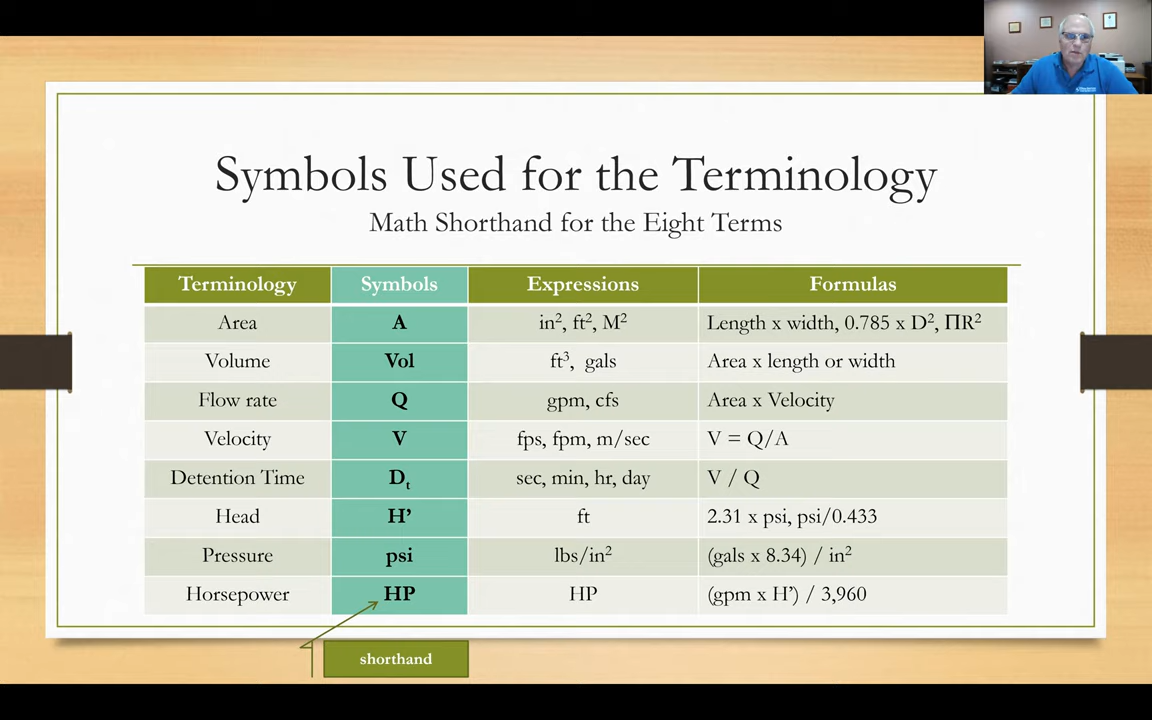 Symbols Used for the Terminology
Math Shorthand for the Eight Terms
Terminology Symbols Expressions Formulas
Area A in², ft², M² Length x width, 0.785 x D², ΠR²
Volume Vol ft³, gals Area x length or width
Flow rate Q gpm, cfs Area x Velocity
Velocity V fps, fpm, m/sec V = Q/A
Detention Time Dₜ sec, min, hr, day V / Q
Head H’ ft 2.31 x psi, psi/0.433
Pressure psi lbs/in² (gals x 8.34) / in²
Horsepower HP HP (gpm x H’) / 3,960
shorthand